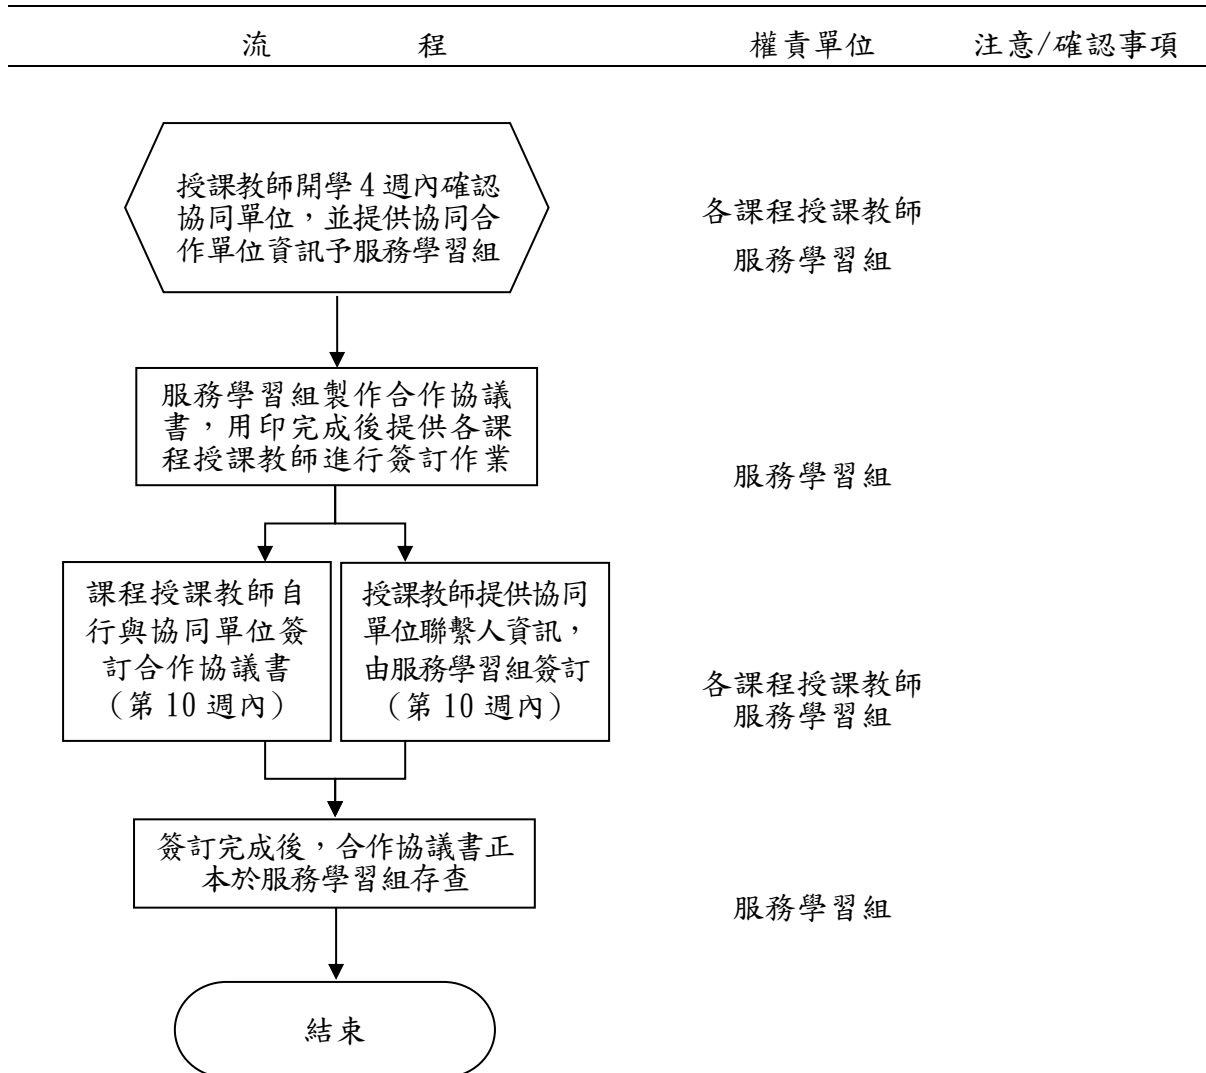 流程 權責單位 注意/確認事項
授課教師開學4週內確認
協同單位，並提供協同合
作單位資訊予服務學習組
各課程授課教師
服務學習組
服務學習組製作合作協議
書，用印完成後提供各課
程授課教師進行簽訂作業
服務學習組
課程授課教師自
行與協同單位簽
訂合作協議書
（第10週內）
授課教師提供協同
單位聯繫人資訊，
由服務學習組簽訂
（第10週內）
各課程授課教師
服務學習組
簽訂完成後，合作協議書正
本於服務學習組存查
服務學習組
結束